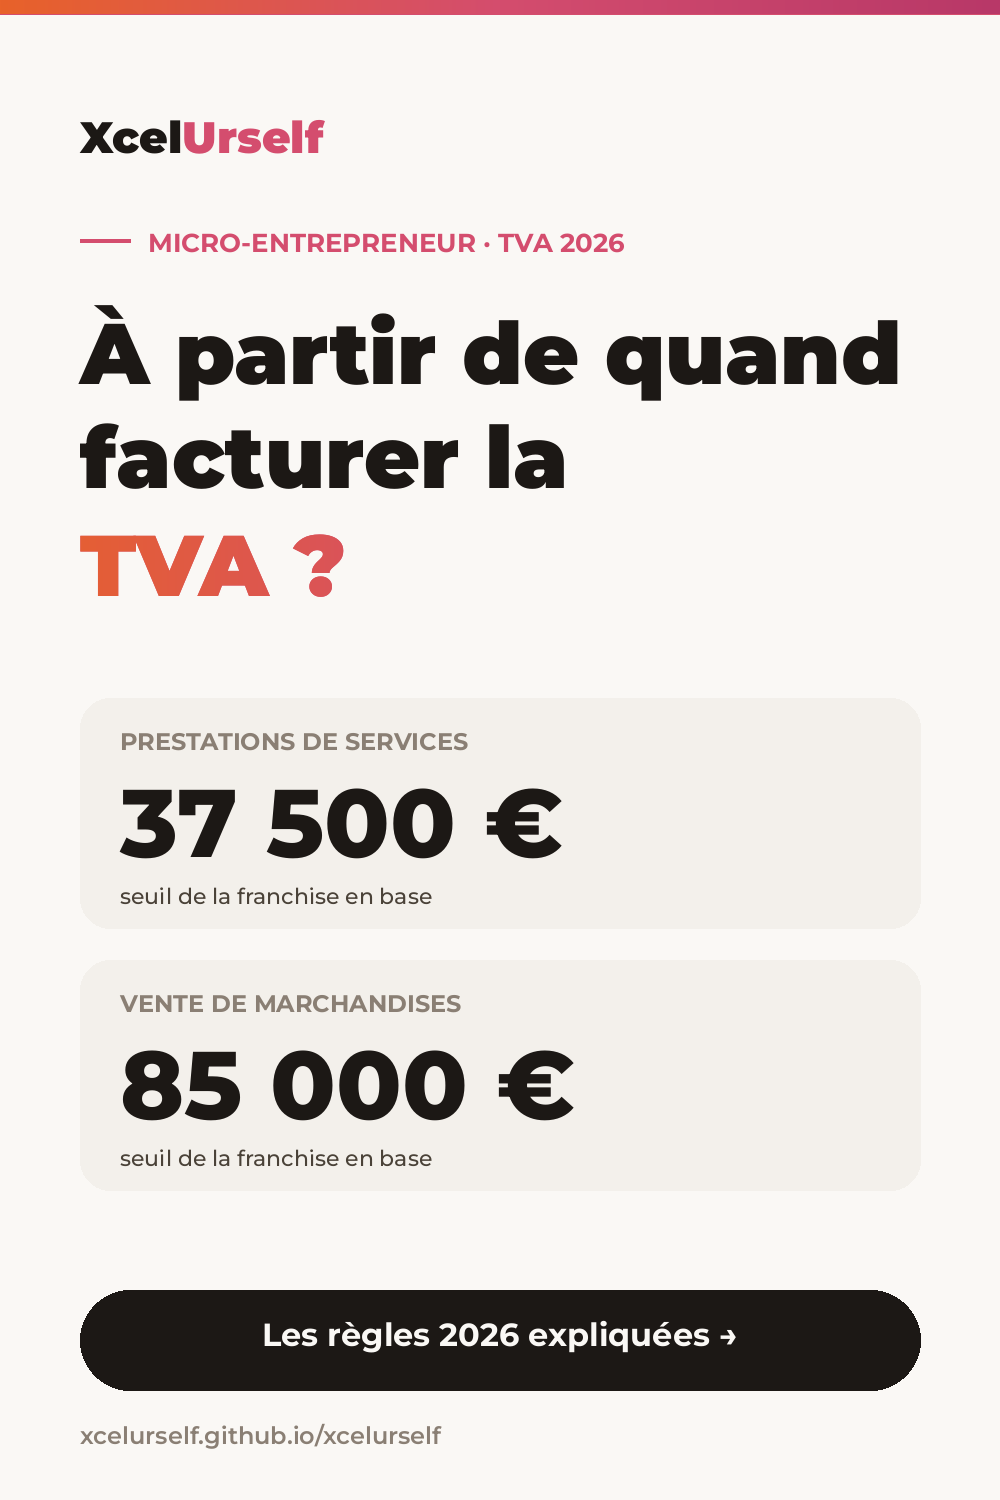 XcelUrself
MICRO-ENTREPRENEUR · TVA 2026
À partir de quand
facturer la
TVA ?
PRESTATIONS DE SERVICES
37 500 €
seuil de la franchise en base
VENTE DE MARCHANDISES
85 000 €
seuil de la franchise en base
Les règles 2026 expliquées →
xcelurself.github.io/xcelurself